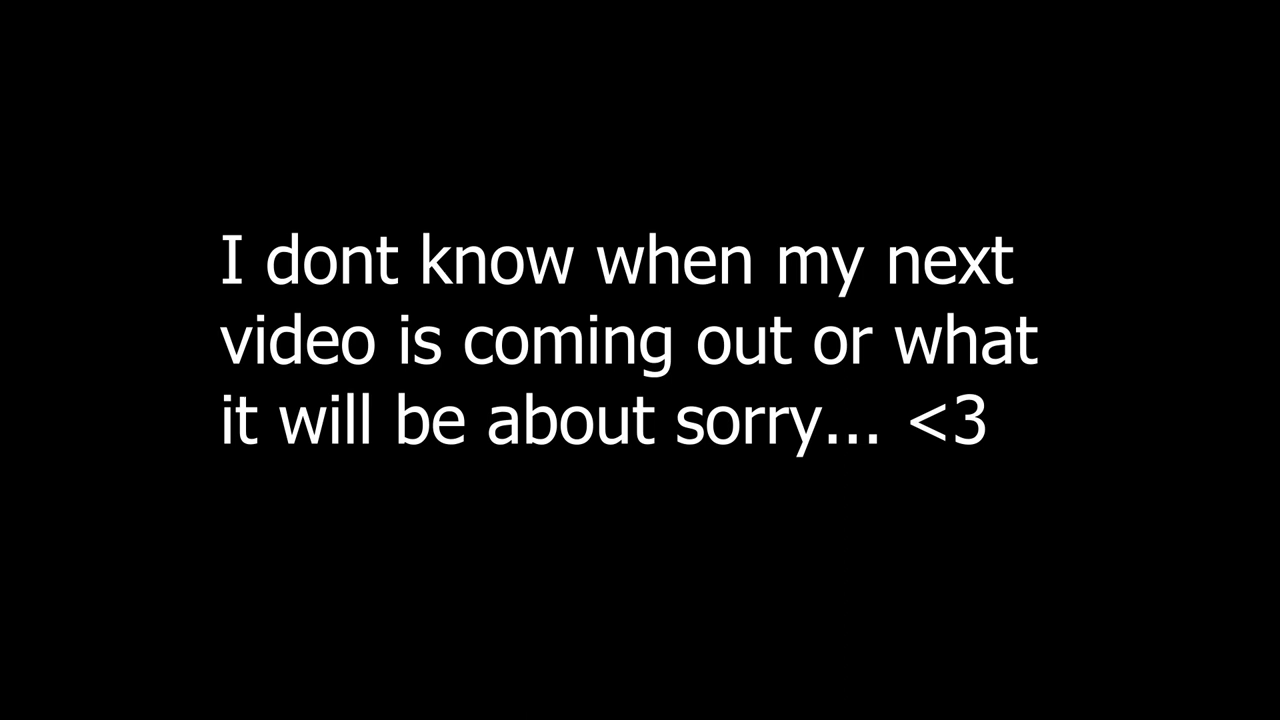 I dont know when my next
video is coming out or what
it will be about sorry... <3